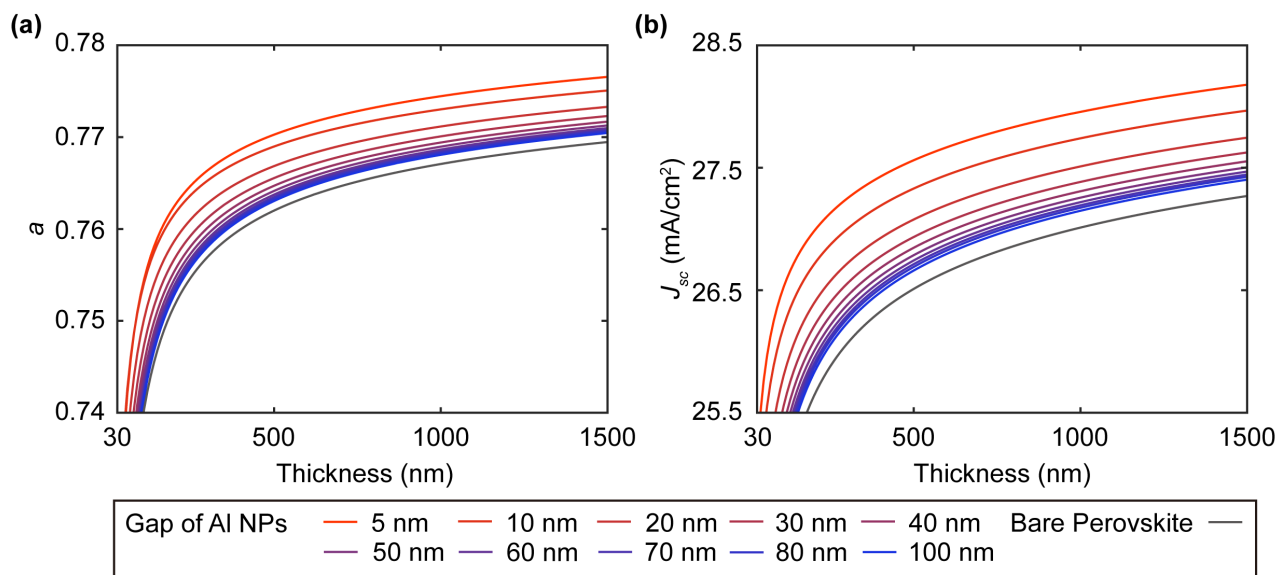 (a)
0.78
0.77
0.76
0.75
0.74
a
30 500 1000 1500
Thickness (nm)
(b)
28.5
27.5
26.5
25.5
Jsc (mA/cm²)
30 500 1000 1500
Thickness (nm)
Gap of Al NPs 5 nm 10 nm 20 nm 30 nm 40 nm Bare Perovskite
50 nm 60 nm 70 nm 80 nm 100 nm